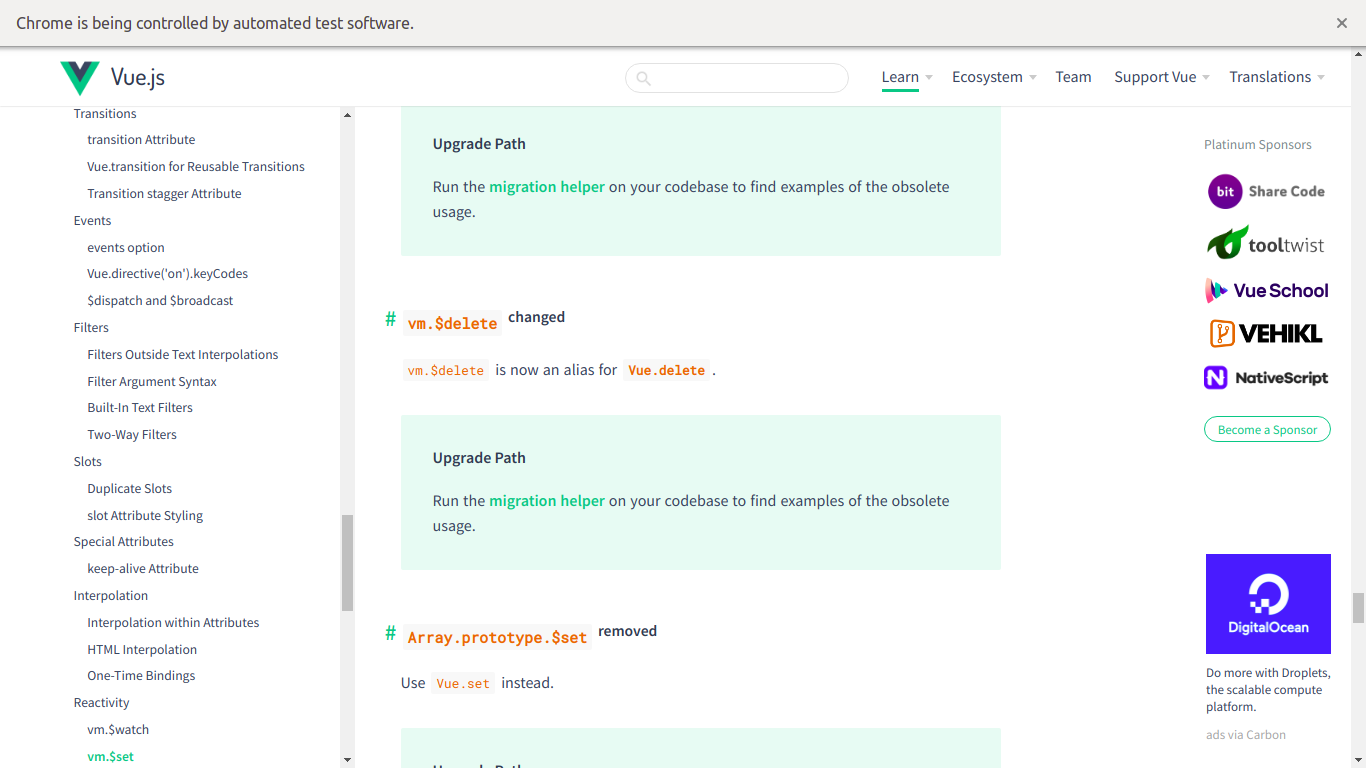 Chrome is being controlled by automated test software.
Vue.js
Learn
Ecosystem
Team
Support Vue
Translations
Transitions
transition Attribute
Vue.transition for Reusable Transitions
Transition stagger Attribute
Events
events option
Vue.directive('on').keyCodes
$dispatch and $broadcast
Filters
Filters Outside Text Interpolations
Filter Argument Syntax
Built-In Text Filters
Two-Way Filters
Slots
Duplicate Slots
slot Attribute Styling
Special Attributes
keep-alive Attribute
Interpolation
Interpolation within Attributes
HTML Interpolation
One-Time Bindings
Reactivity
vm.$watch
vm.$set
Upgrade Path
Run the migration helper on your codebase to find examples of the obsolete
usage.
# vm.$delete changed
vm.$delete is now an alias for Vue.delete .
Upgrade Path
Run the migration helper on your codebase to find examples of the obsolete
usage.
# Array.prototype.$set removed
Use Vue.set instead.
Upgrade Path
Platinum Sponsors
bit Share Code
tooltwist
Vue School
VEHIKL
N NativeScript
Become a Sponsor
DigitalOcean
Do more with Droplets,
the scalable compute
platform.
ads via Carbon